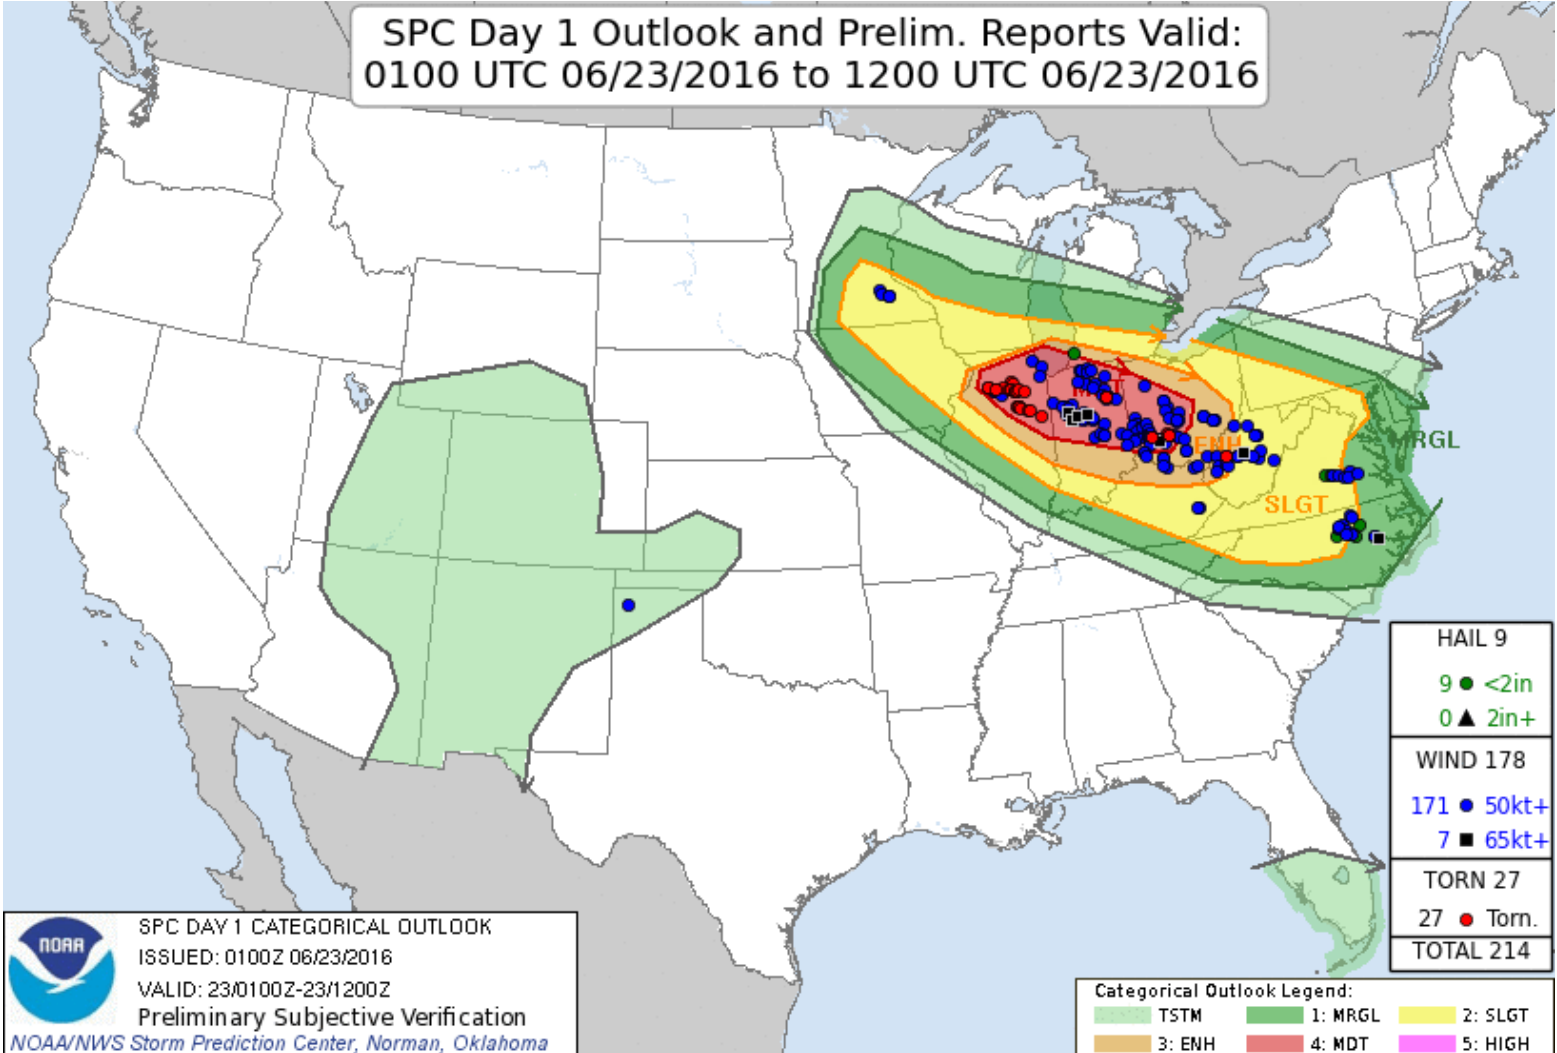 SPC Day 1 Outlook and Prelim. Reports Valid:
0100 UTC 06/23/2016 to 1200 UTC 06/23/2016
ENH
MRGL
SLGT
HAIL 9
9 <2in
0 2in+
WIND 178
171 50kt+
7 65kt+
TORN 27
27 Torn.
TOTAL 214
NOAA
SPC DAY 1 CATEGORICAL OUTLOOK
ISSUED: 0100Z 06/23/2016
VALID: 23/0100Z-23/1200Z
Preliminary Subjective Verification
NOAA/NWS Storm Prediction Center, Norman, Oklahoma
Categorical Outlook Legend:
TSTM 1: MRGL 2: SLGT
3: ENH 4: MDT 5: HIGH